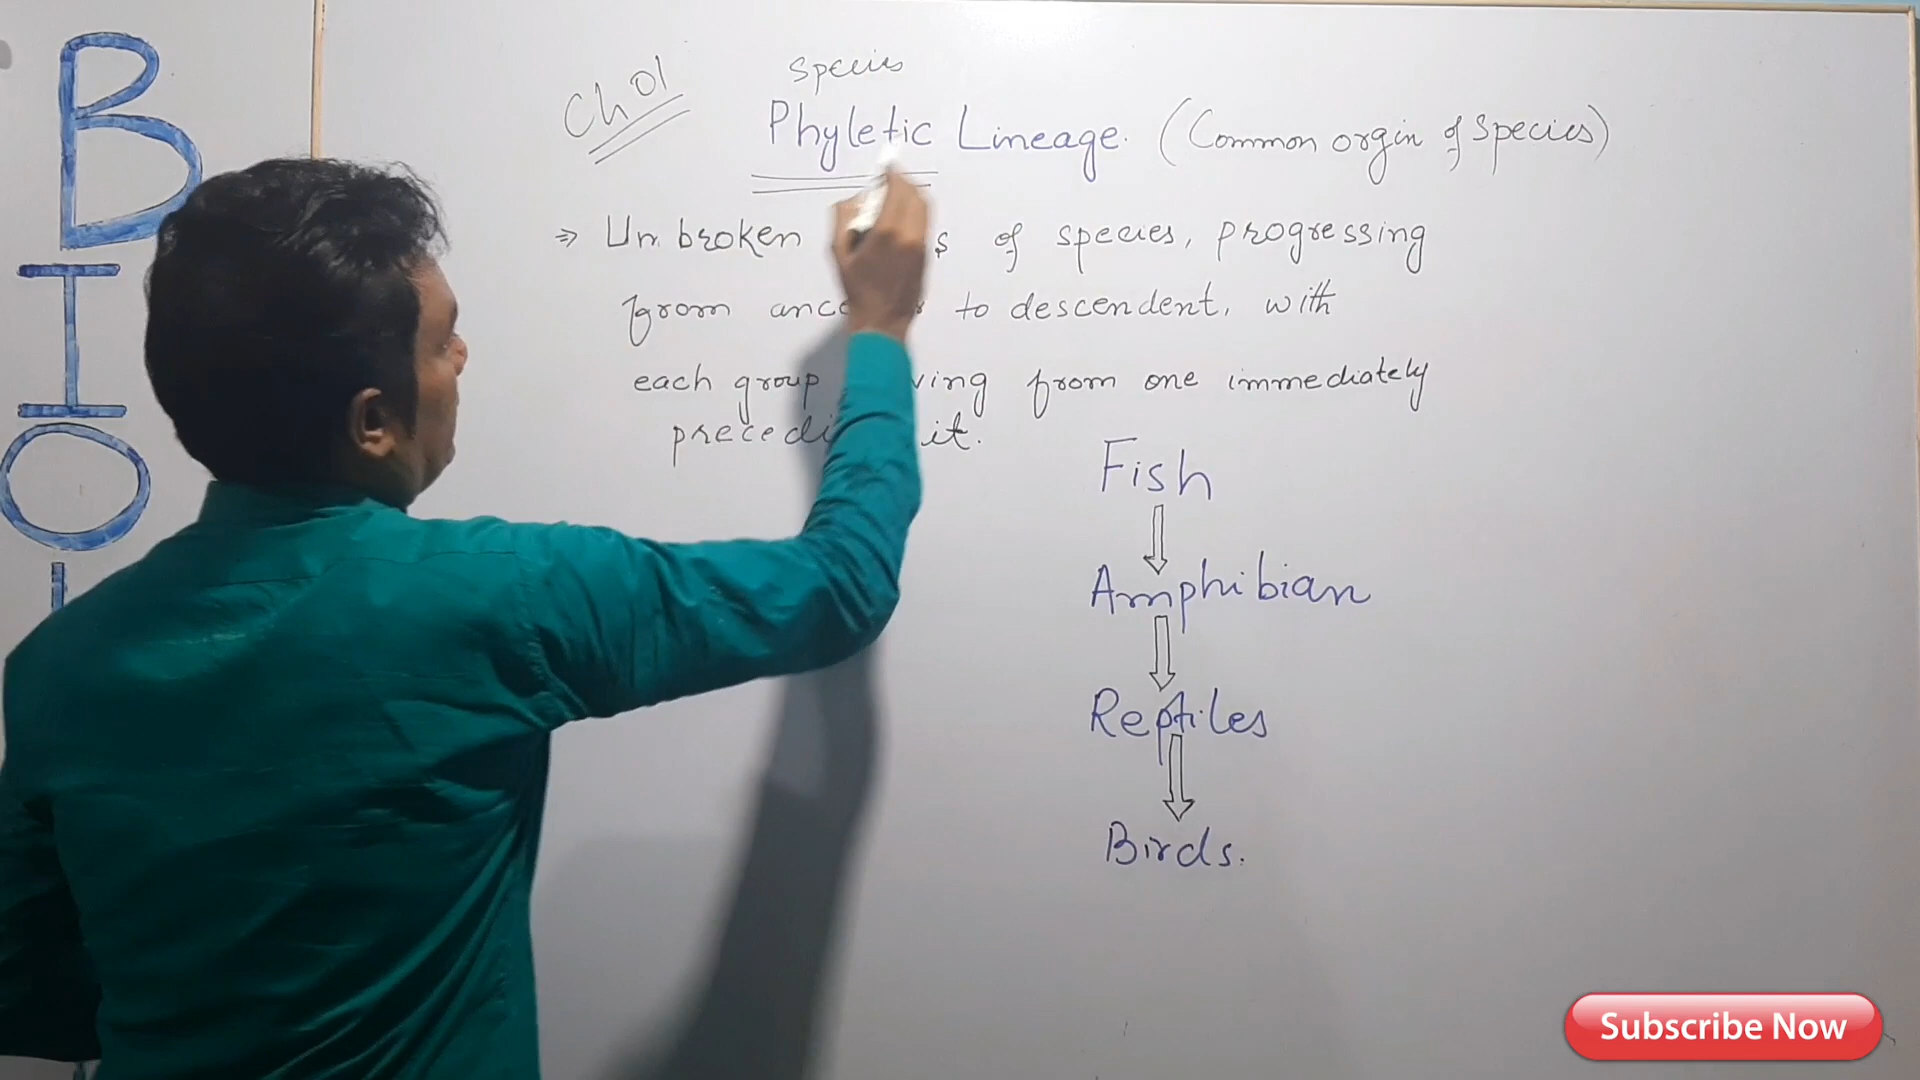 BIOL
Ch 01
Species
Phyletic Lineage. (Common orgin of species)
⇒ Un broken of species, progressing
from to descendent, with
each group from one immediately
it.
Fish
Amphibian
Reptiles
Birds.
Subscribe Now